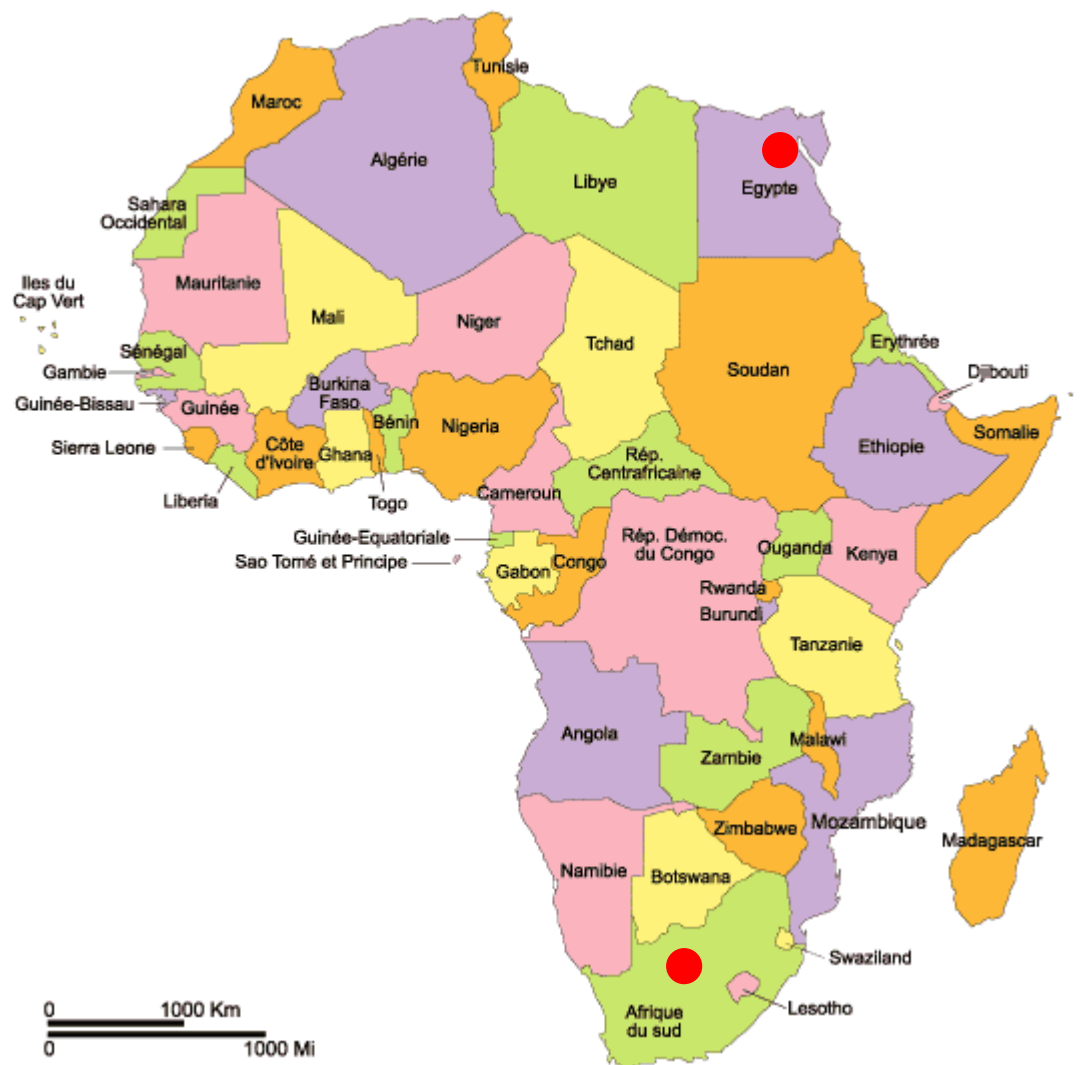 Tunisie
Maroc
Algérie
Libye
Egypte
Sahara
Occidental
Mauritanie
Iles du
Cap Vert
Mali
Niger
Tchad
Erythrée
Sénégal
Soudan
Gambie
Djibouti
Burkina
Faso
Guinée-Bissau
Guinée
Bénin
Nigeria
Somalie
Sierra Leone
Côte
d'Ivoire
Ghana
Rép.
Centrafricaine
Ethiopie
Liberia
Togo
Cameroun
Guinée-Equatoriale
Rép. Démoc.
du Congo
Ouganda
Kenya
Sao Tomé et Principe
Gabon
Congo
Rwanda
Burundi
Tanzanie
Angola
Malawi
Zambie
Zimbabwe
Mozambique
Madagascar
Namibie
Botswana
Swaziland
Lesotho
Afrique
du sud
0 1000 Km
0 1000 Mi